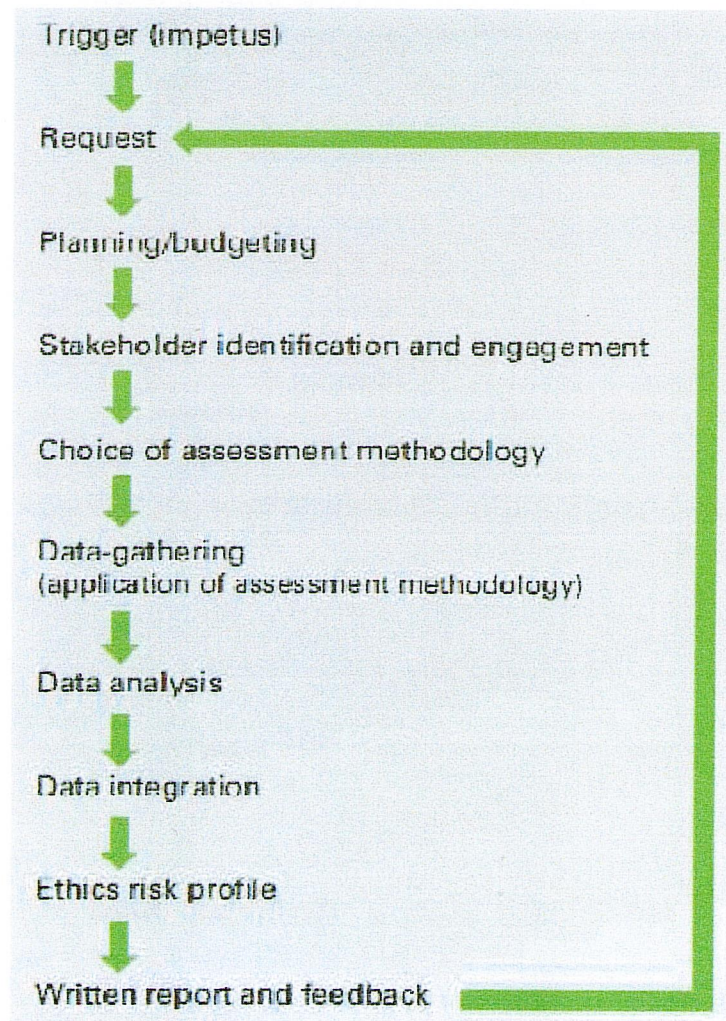 Trigger (impetus)
Request
Planning/budgeting
Stakeholder identification and engagement
Choice of assessment methodology
Data-gathering
(application of assessment methodology)
Data analysis
Data integration
Ethics risk profile
Written report and feedback